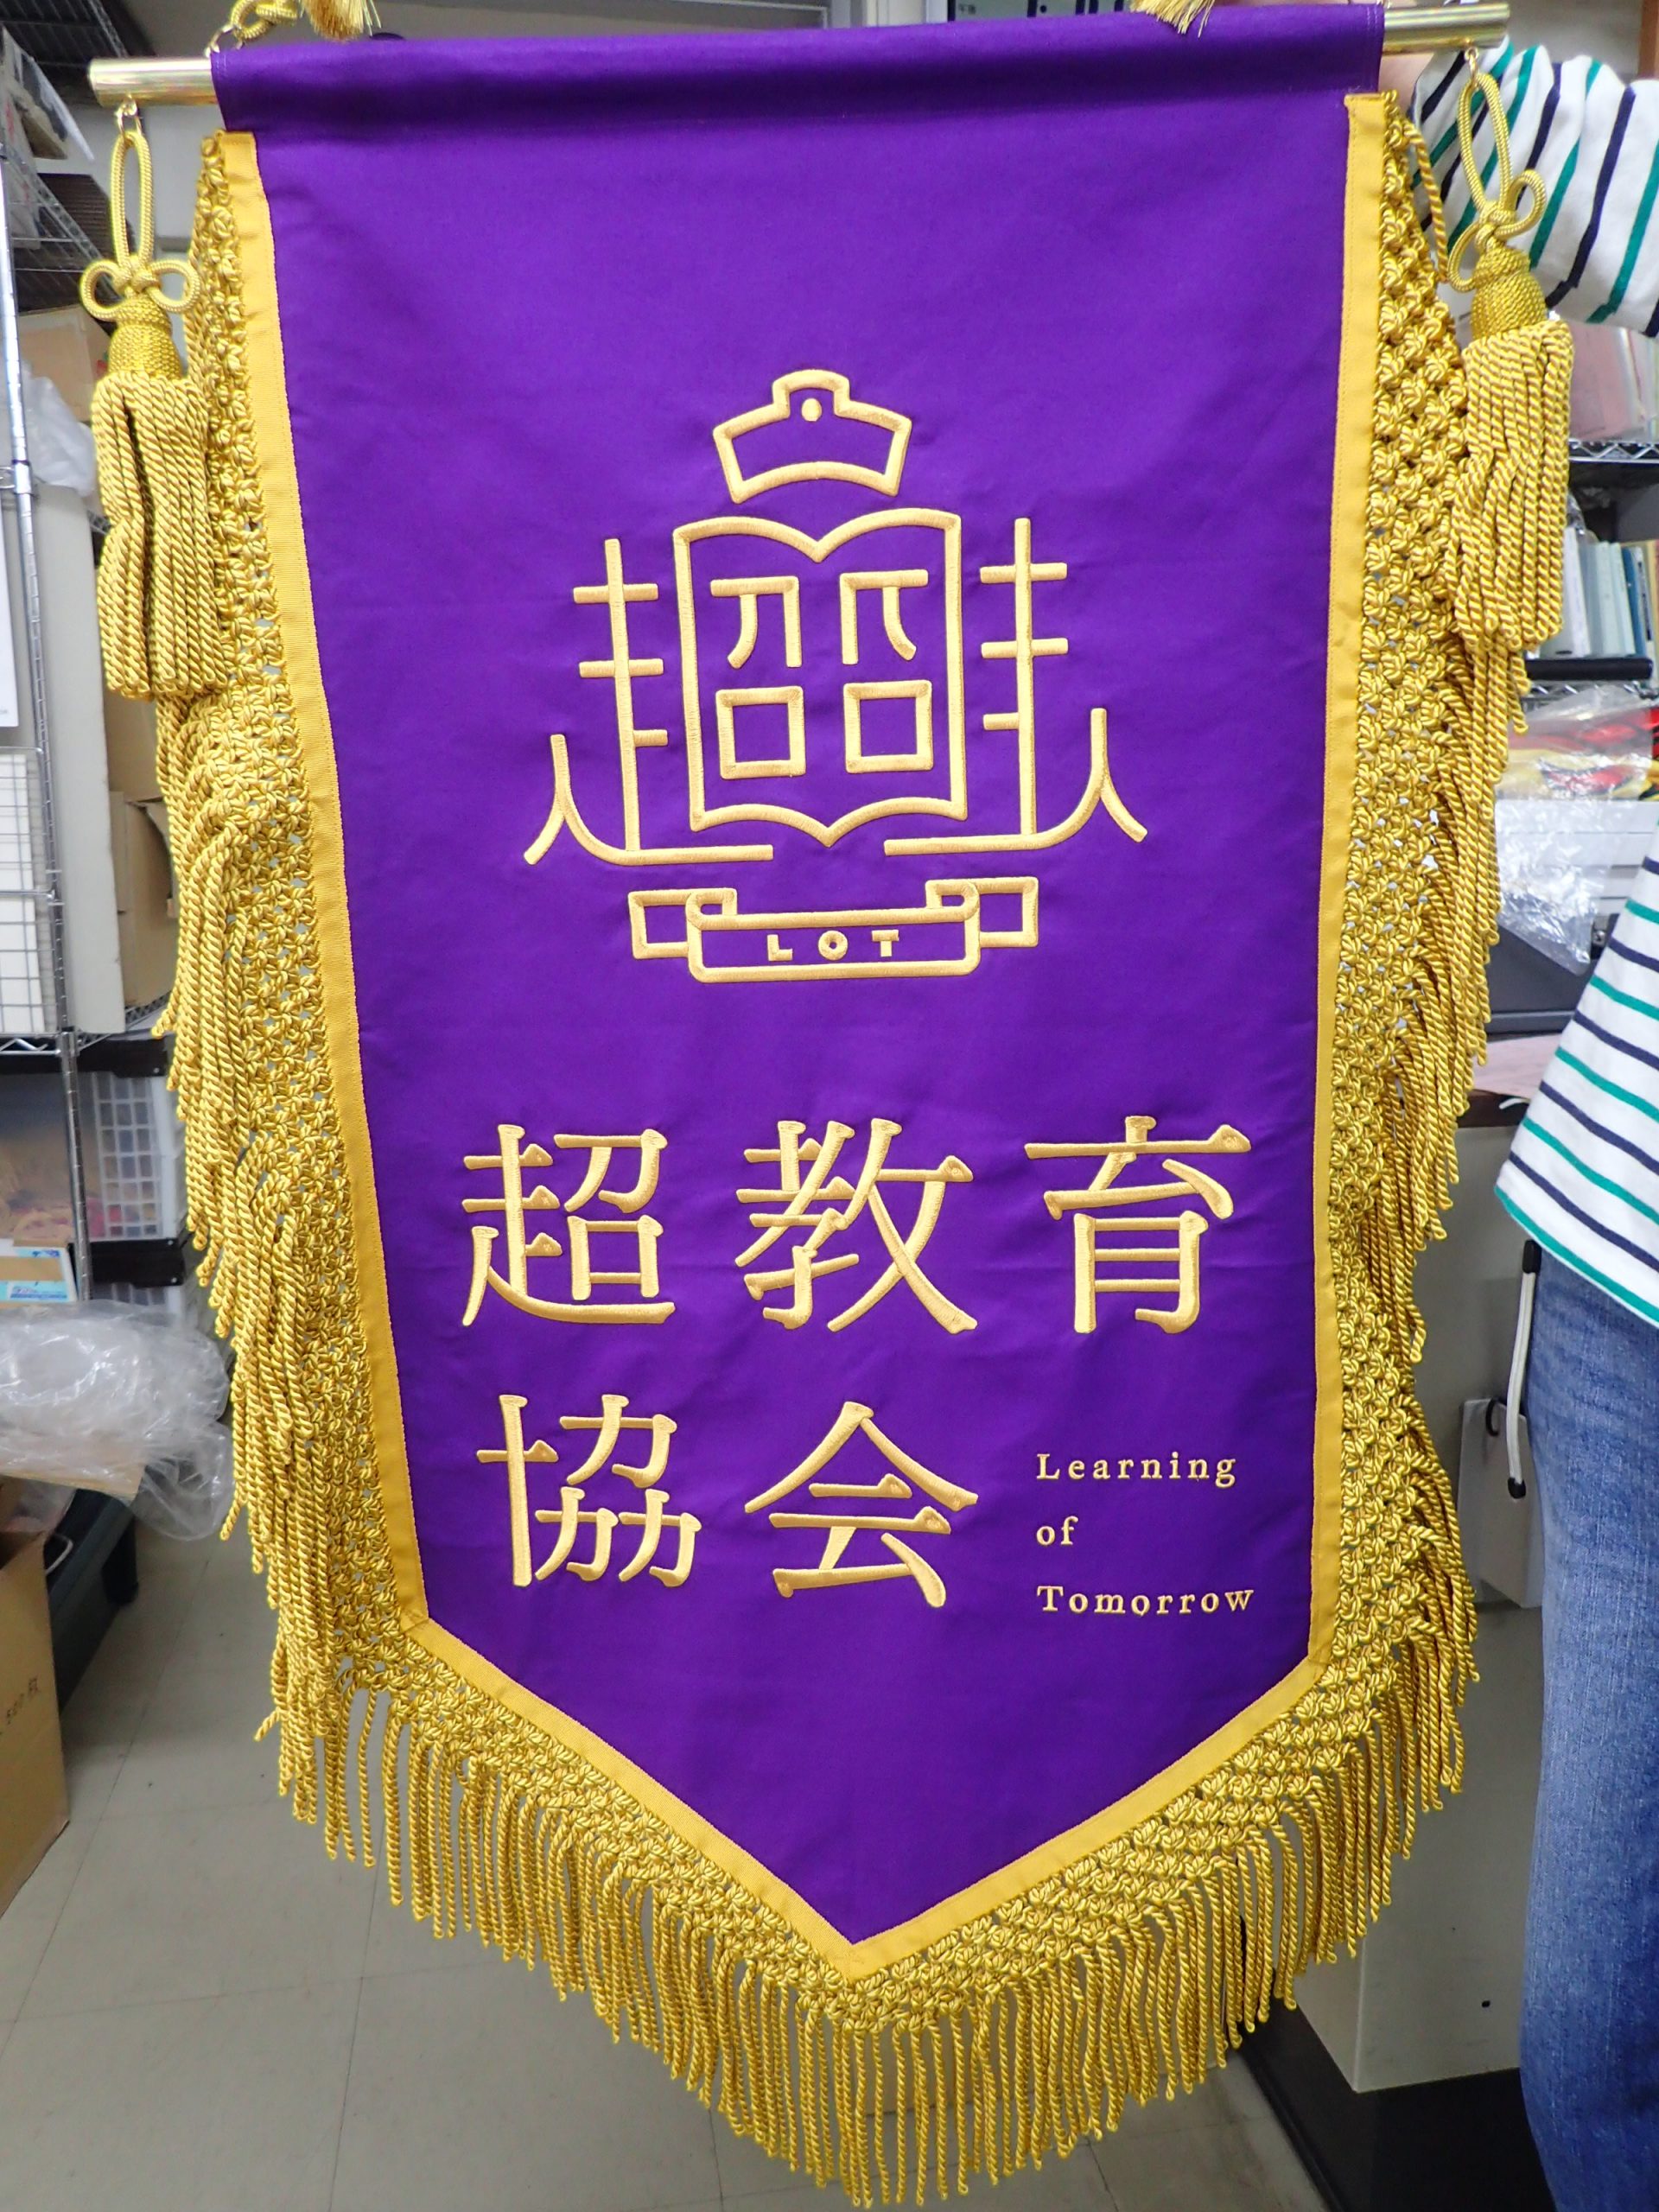 LOT
超教育
協会
Learning
of
Tomorrow